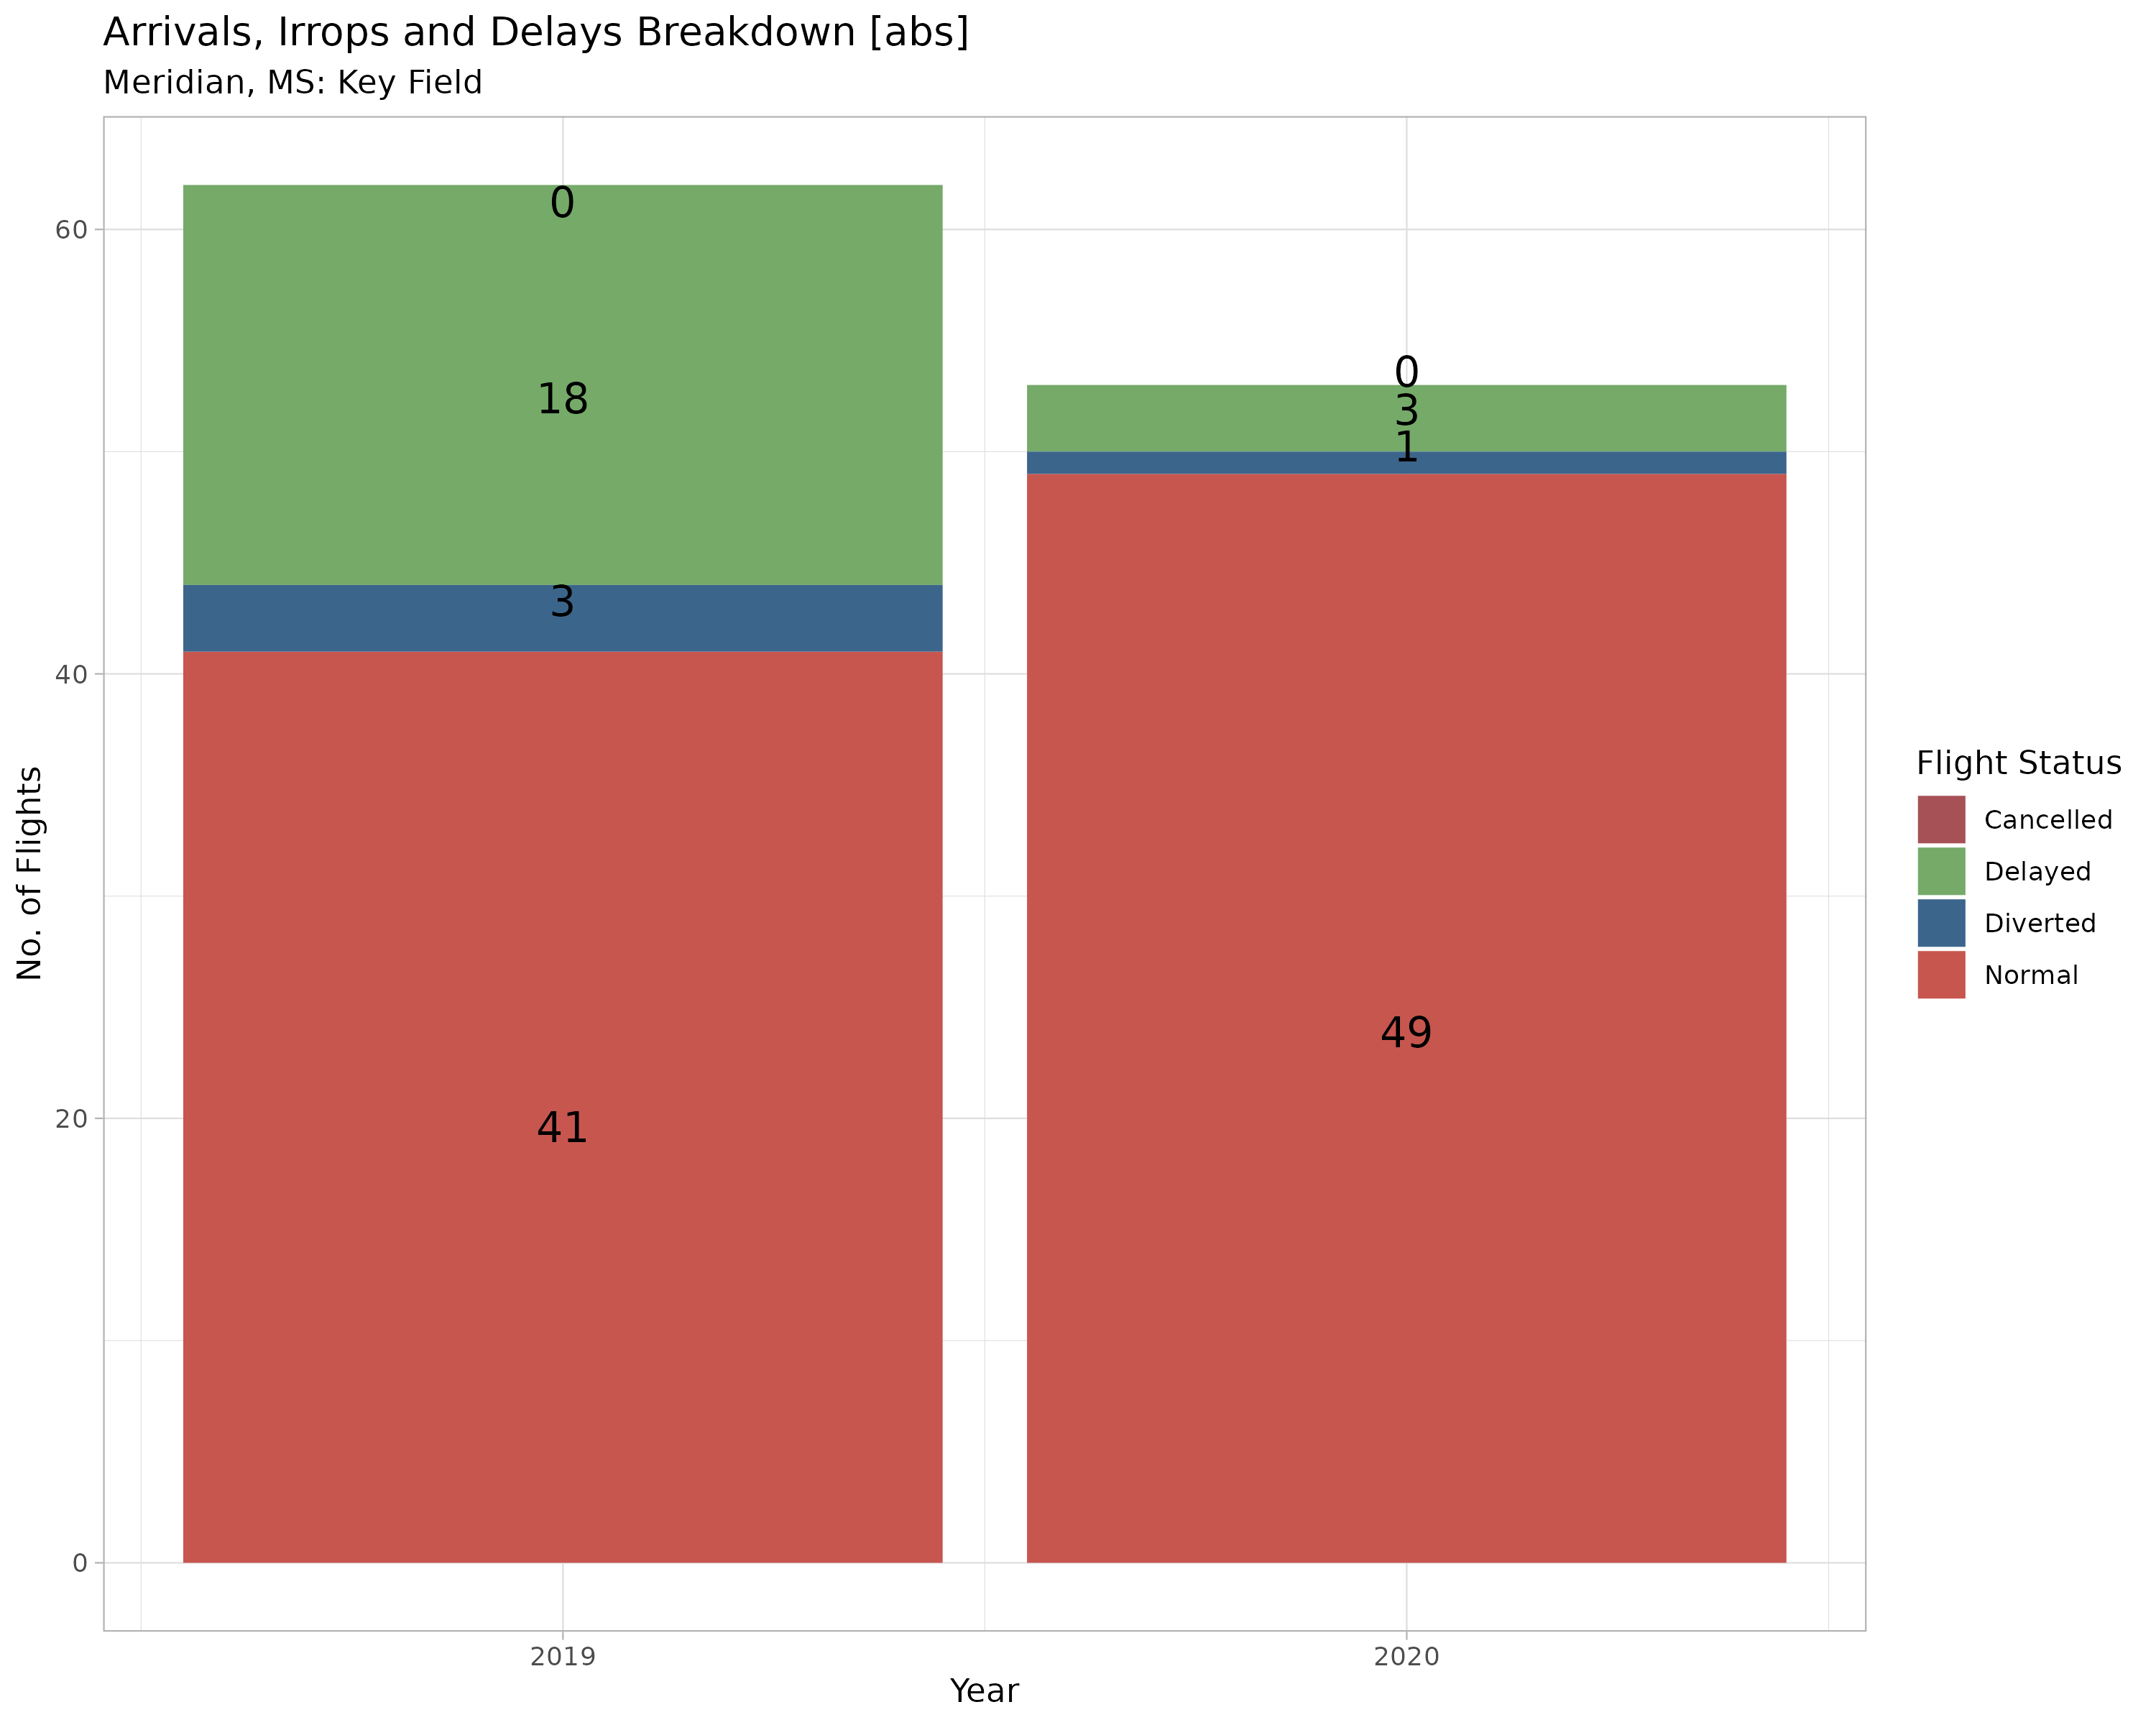 Arrivals, Irrops and Delays Breakdown [abs]
Meridian, MS: Key Field
No. of Flights
60
40
20
0
0
18
3
41
0
3
1
49
2019
2020
Year
Flight Status
Cancelled
Delayed
Diverted
Normal